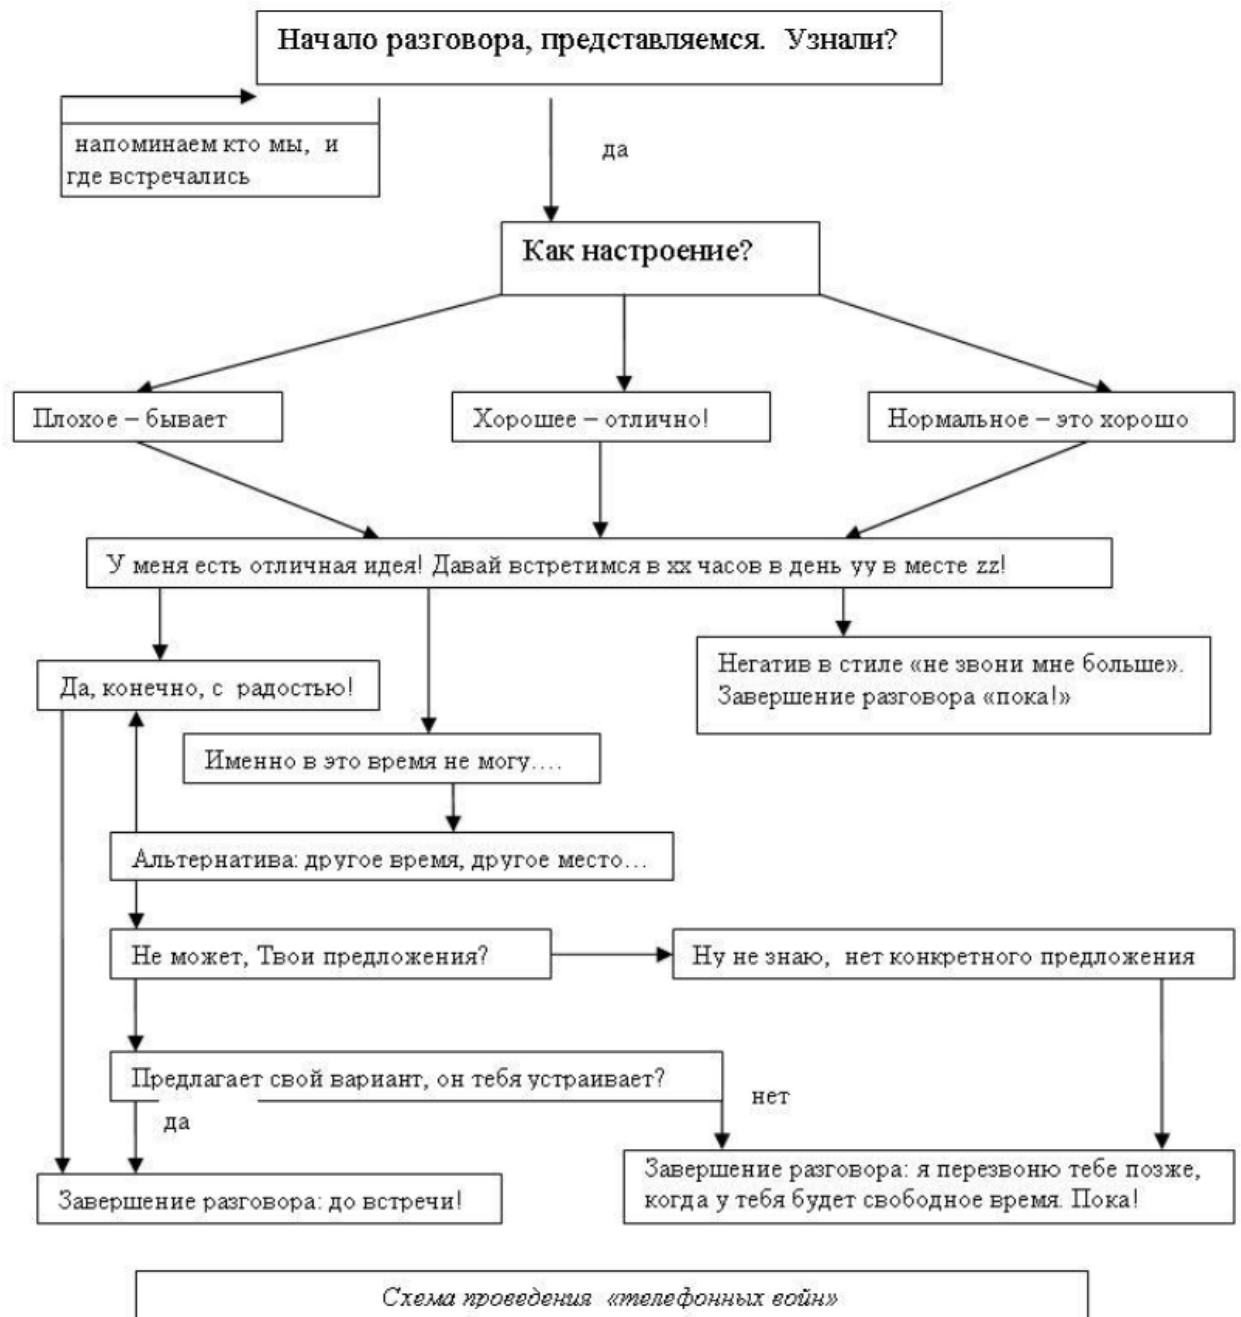 Начало разговора, представляемся. Узнали?
напоминаем кто мы, и
где встречались
да
Как настроение?
Плохое – бывает
Хорошее – отлично!
Нормальное – это хорошо
У меня есть отличная идея! Давай встретимся в xx часов в день yy в месте zz!
Да, конечно, с радостью!
Негатив в стиле «не звони мне больше».
Завершение разговора «пока!»
Именно в это время не могу....
Альтернатива: другое время, другое место...
Не может, Твои предложения?
Ну не знаю, нет конкретного предложения
Предлагает свой вариант, он тебя устраивает?
да
нет
Завершение разговора: до встречи!
Завершение разговора: я перезвоню тебе позже,
когда у тебя будет свободное время. Пока!
Схема проведения «телефонных войн»